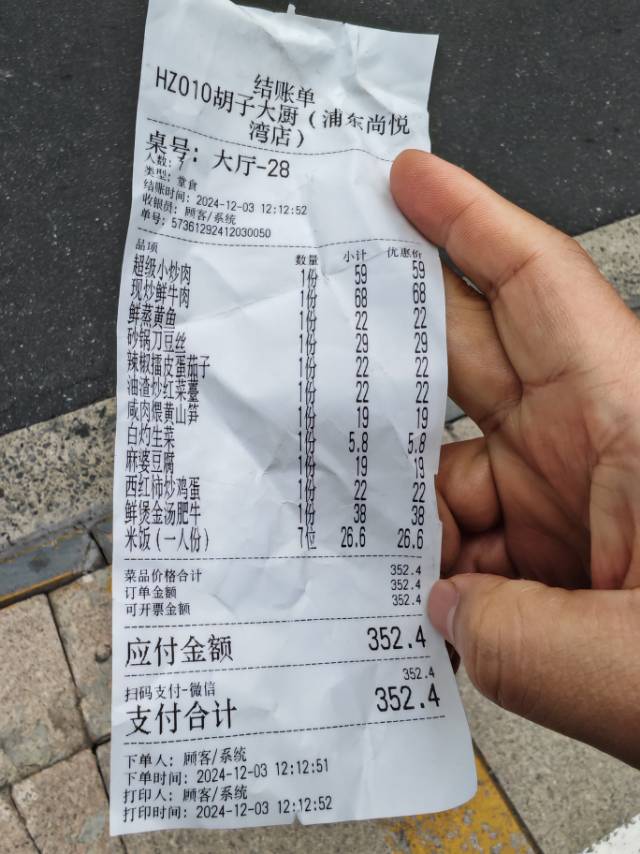 结账单
HZ010胡子大厨（浦东尚悦
湾店）
桌号：大厅-28
人数：7
类型：堂食
结账时间：2024-12-03 12:12:52
收银员：顾客/系统
单号：57361292412030050
品项 数量 小计 优惠价
超级小炒肉 1份 59 59
现炒鲜牛肉 1份 68 68
鲜蒸黄鱼 1份 22 22
砂锅刀豆丝 1份 29 29
辣椒擂皮蛋茄子 1份 22 22
油渣炒红菜薹 1份 22 22
咸肉煨黄山笋 1份 19 19
白灼生菜 1份 5.8 5.8
麻婆豆腐 1份 19 19
西红柿炒鸡蛋 1份 22 22
鲜煲金汤肥牛 1份 38 38
米饭（一人份） 7位 26.6 26.6
菜品价格合计 352.4
订单金额 352.4
可开票金额 352.4
应付金额 352.4
扫码支付-微信 352.4
支付合计 352.4
下单人：顾客/系统
下单时间：2024-12-03 12:12:51
打印人：顾客/系统
打印时间：2024-12-03 12:12:52